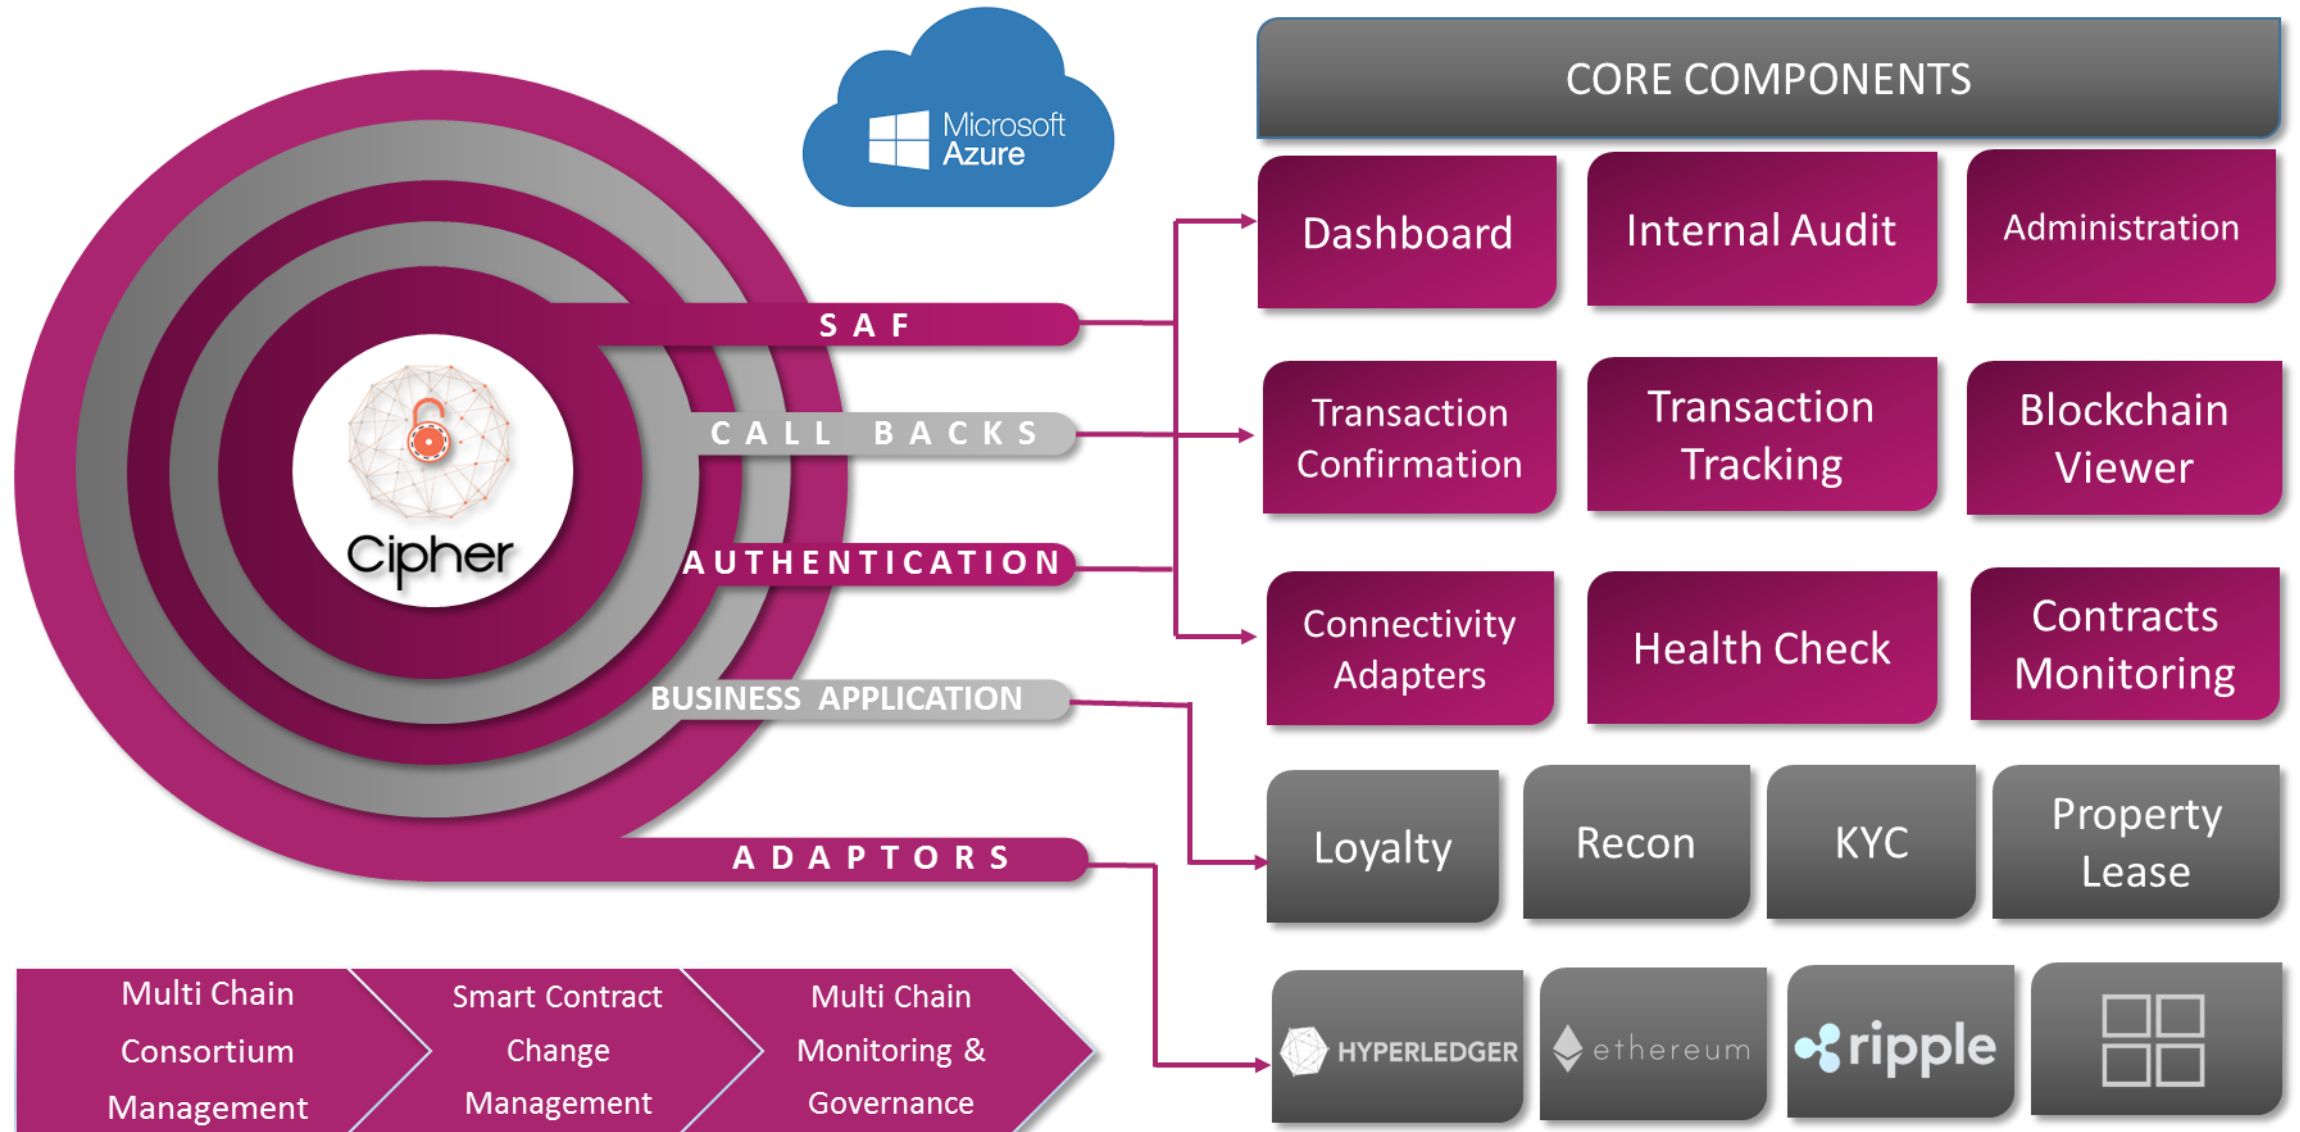 Microsoft
Azure
CORE COMPONENTS
Dashboard
Internal Audit
Administration
SAF
Transaction
Confirmation
Transaction
Tracking
Blockchain
Viewer
CALL BACKS
Cipher
AUTHENTICATION
Connectivity
Adapters
Health Check
Contracts
Monitoring
BUSINESS APPLICATION
Loyalty
Recon
KYC
Property
Lease
ADAPTORS
HYPERLEDGER
ethereum
ripple
Multi Chain
Consortium
Management
Smart Contract
Change
Management
Multi Chain
Monitoring &
Governance